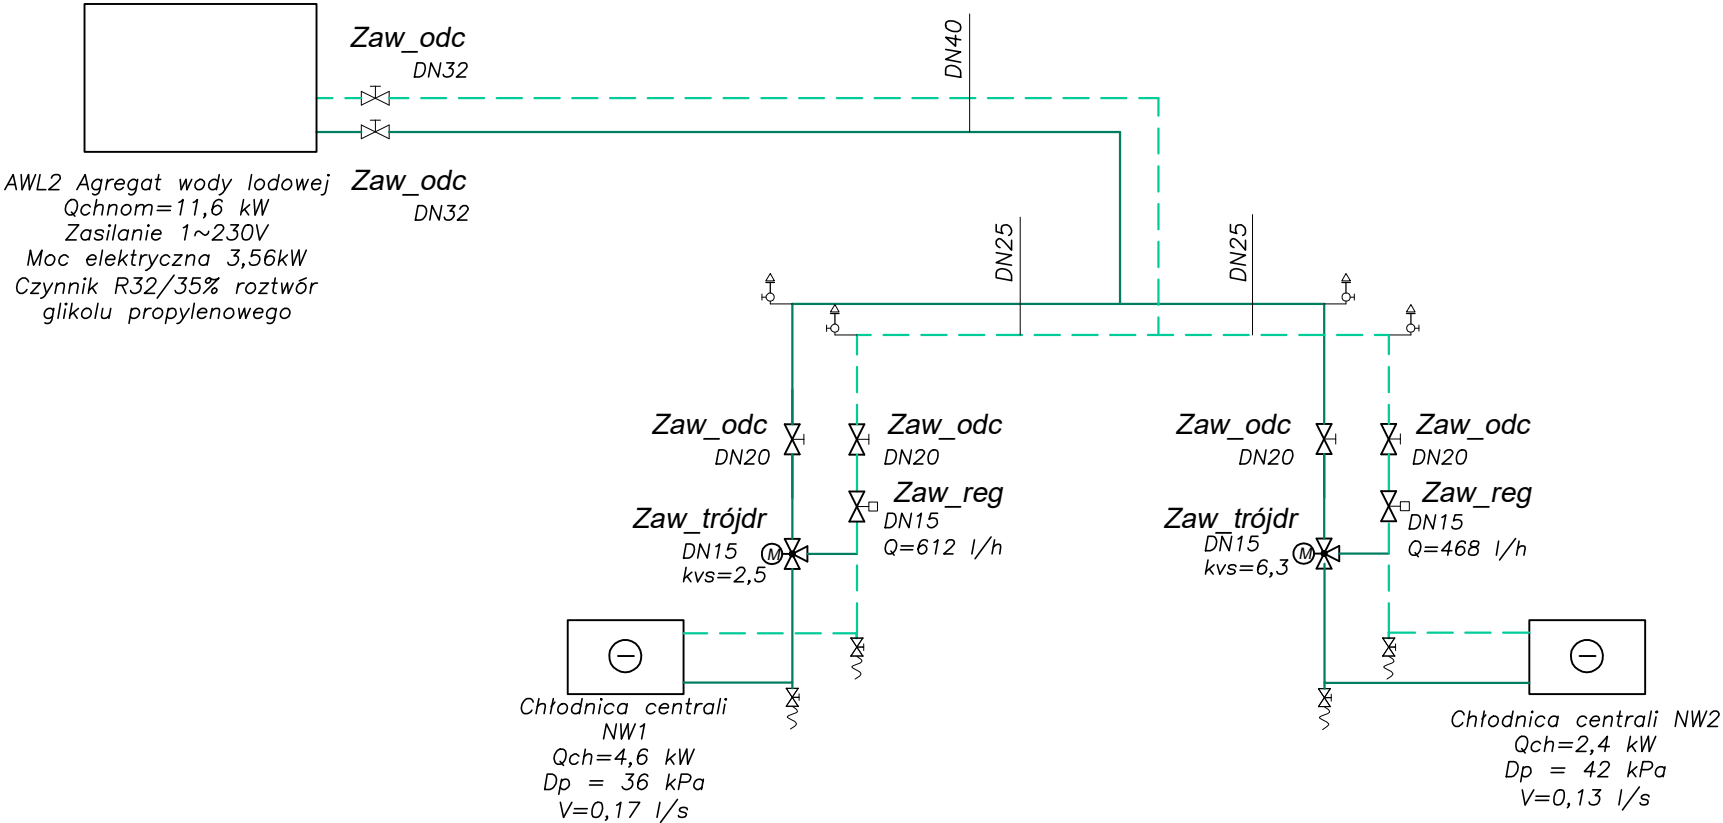 Zaw_odc
DN32
DN40
AWL2 Agregat wody lodowej
Qchnom=11,6 kW
Zasilanie 1~230V
Moc elektryczna 3,56kW
Czynnik R32/35% roztwór
glikolu propylenowego
Zaw_odc
DN32
DN25
DN25
Zaw_odc
DN20
Zaw_odc
DN20
Zaw_odc
DN20
Zaw_odc
DN20
Zaw_reg
DN15
Q=612 l/h
Zaw_reg
DN15
Q=468 l/h
Zaw_trójdr
DN15
kvs=2,5
M
Zaw_trójdr
DN15
kvs=6,3
M
Chłodnica centrali
NW1
Qch=4,6 kW
Dp = 36 kPa
V=0,17 l/s
Chłodnica centrali NW2
Qch=2,4 kW
Dp = 42 kPa
V=0,13 l/s